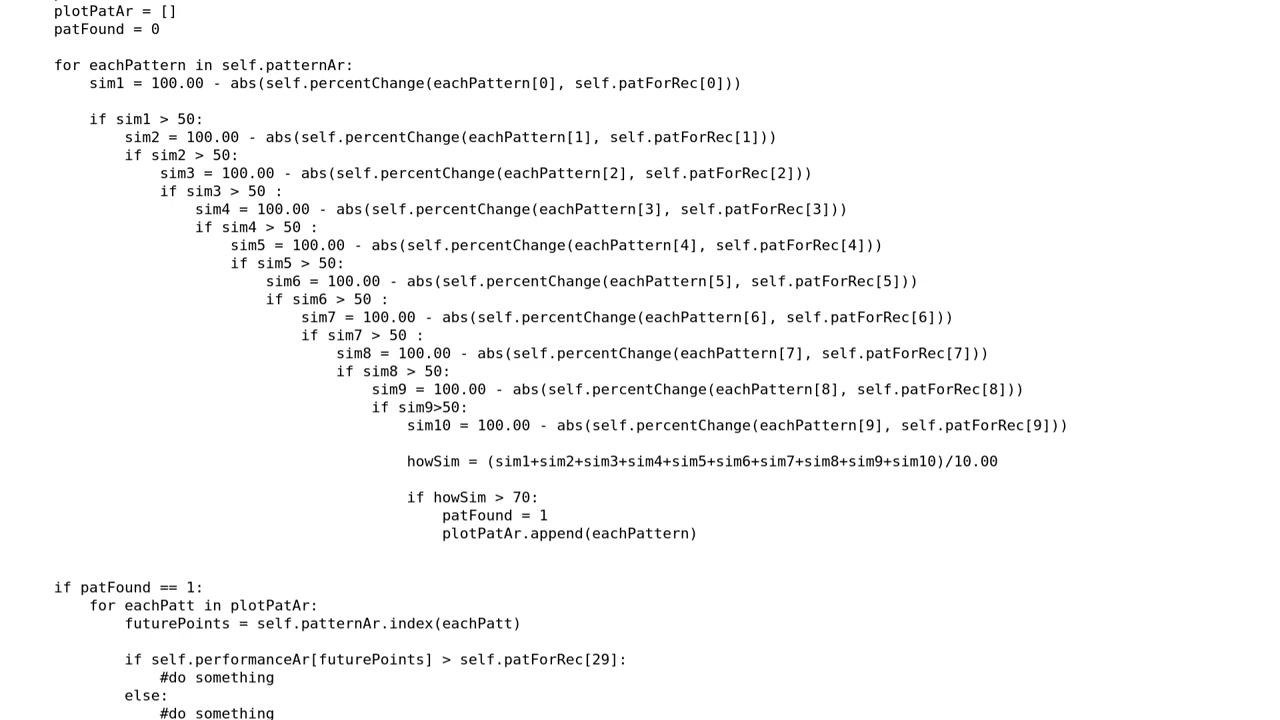 plotPatAr = []
patFound = 0
for eachPattern in self.patternAr:
sim1 = 100.00 - abs(self.percentChange(eachPattern[0], self.patForRec[0]))
if sim1 > 50:
sim2 = 100.00 - abs(self.percentChange(eachPattern[1], self.patForRec[1]))
if sim2 > 50:
sim3 = 100.00 - abs(self.percentChange(eachPattern[2], self.patForRec[2]))
if sim3 > 50 :
sim4 = 100.00 - abs(self.percentChange(eachPattern[3], self.patForRec[3]))
if sim4 > 50 :
sim5 = 100.00 - abs(self.percentChange(eachPattern[4], self.patForRec[4]))
if sim5 > 50:
sim6 = 100.00 - abs(self.percentChange(eachPattern[5], self.patForRec[5]))
if sim6 > 50 :
sim7 = 100.00 - abs(self.percentChange(eachPattern[6], self.patForRec[6]))
if sim7 > 50 :
sim8 = 100.00 - abs(self.percentChange(eachPattern[7], self.patForRec[7]))
if sim8 > 50:
sim9 = 100.00 - abs(self.percentChange(eachPattern[8], self.patForRec[8]))
if sim9>50:
sim10 = 100.00 - abs(self.percentChange(eachPattern[9], self.patForRec[9]))
howSim = (sim1+sim2+sim3+sim4+sim5+sim6+sim7+sim8+sim9+sim10)/10.00
if howSim > 70:
patFound = 1
plotPatAr.append(eachPattern)
if patFound == 1:
for eachPatt in plotPatAr:
futurePoints = self.patternAr.index(eachPatt)
if self.performanceAr[futurePoints] > self.patForRec[29]:
#do something
else:
#do something